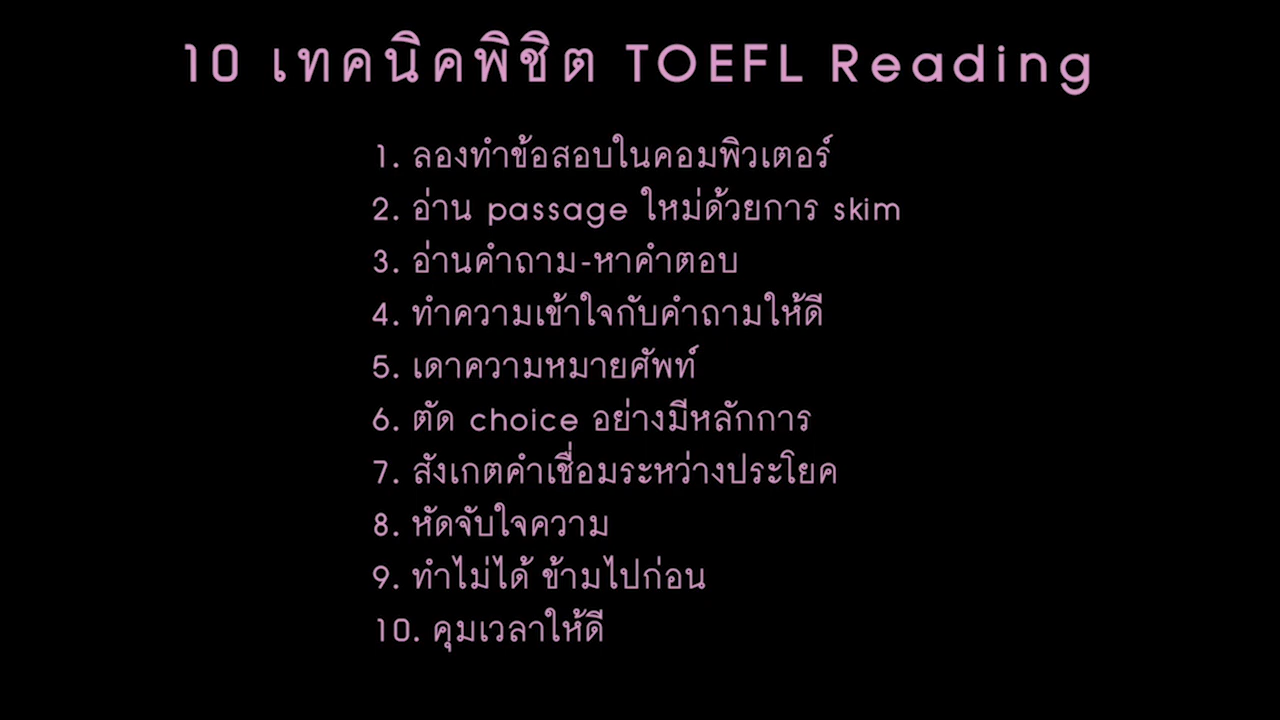 10 เทคนิคพิชิต TOEFL Reading
1. ลองทำข้อสอบในคอมพิวเตอร์
2. อ่าน passage ใหม่ด้วยการ skim
3. อ่านคำถาม-หาคำตอบ
4. ทำความเข้าใจกับคำถามให้ดี
5. เดาความหมายศัพท์
6. ตัด choice อย่างมีหลักการ
7. สังเกตคำเชื่อมระหว่างประโยค
8. หัดจับใจความ
9. ทำไม่ได้ ข้ามไปก่อน
10. คุมเวลาให้ดี